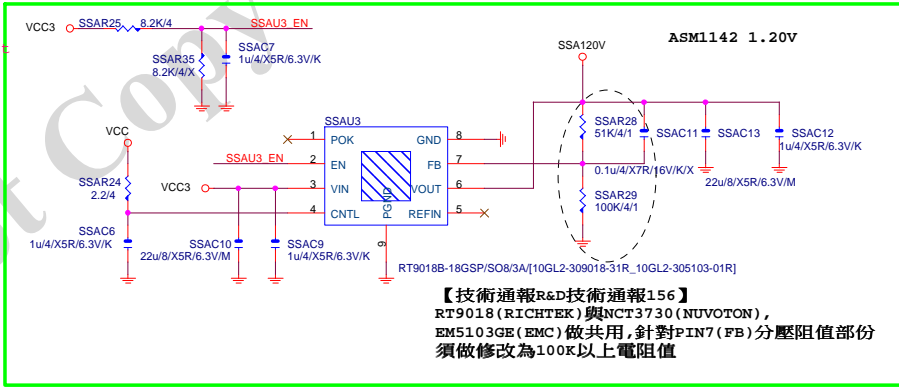 VCC3
SSAR25
8.2K/4
SSAU3_EN
SSAR35
8.2K/4/X
SSAC7
1u/4/X5R/6.3V/K
SSA120V
ASM1142 1.20V
VCC
SSAR24
2.2/4
SSAC6
1u/4/X5R/6.3V/K
SSAU3_EN
VCC3
SSAC10
22u/8/X5R/6.3V/M
SSAC9
1u/4/X5R/6.3V/K
SSAU3
1 POK
2 EN
3 VIN
4 CNTL
GND 8
FB 7
VOUT 6
REFIN 5
PGND
9
SSAR28
51K/4/1
SSAC11
0.1u/4/X7R/16V/K/X
SSAC13
22u/8/X5R/6.3V/M
SSAC12
1u/4/X5R/6.3V/K
SSAR29
100K/4/1
RT9018B-18GSP/SO8/3A/[10GL2-309018-31R_10GL2-305103-01R]
【技術通報R&D技術通報156】
RT9018(RICHTEK)與NCT3730(NUVOTON),
EM5103GE(EMC)做共用,針對PIN7(FB)分壓阻值部份
須做修改為100K以上電阻值
Copy